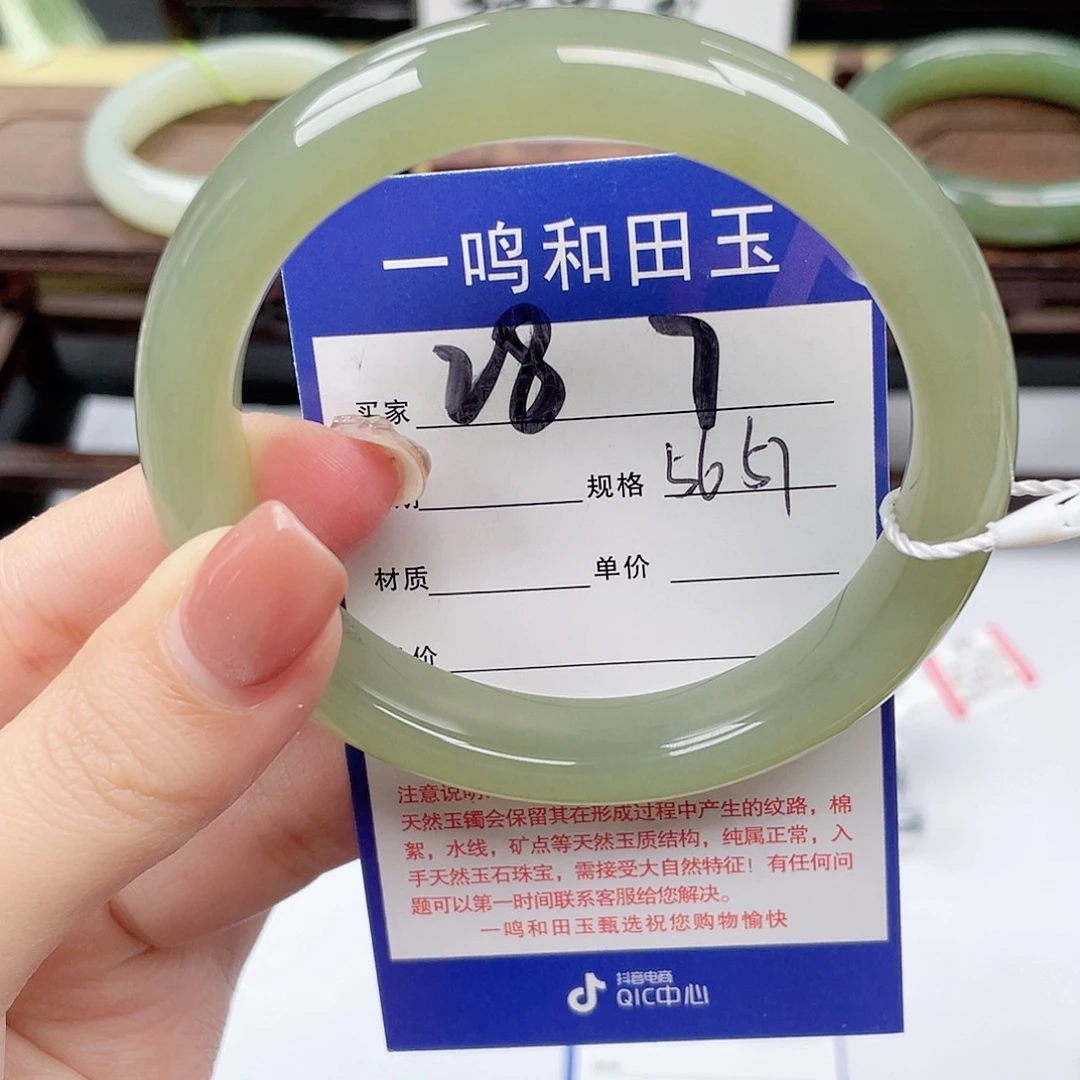 一鸣和田玉
买家 28 7
规格 5657
材质 单价
价
注意说明
天然玉镯会保留其在形成过程中产生的纹路，棉
絮，水线，矿点等天然玉质结构，纯属正常，入
手天然玉石珠宝，需接受大自然特征！有任何问
题可以第一时间联系客服给您解决。
一鸣和田玉甄选祝您购物愉快
抖音电商
QIC中心